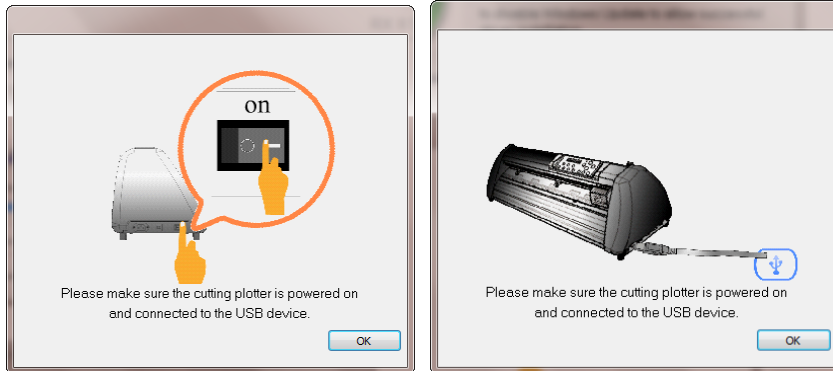 on
Please make sure the cutting plotter is powered on
and connected to the USB device.
OK
Please make sure the cutting plotter is powered on
and connected to the USB device.
OK